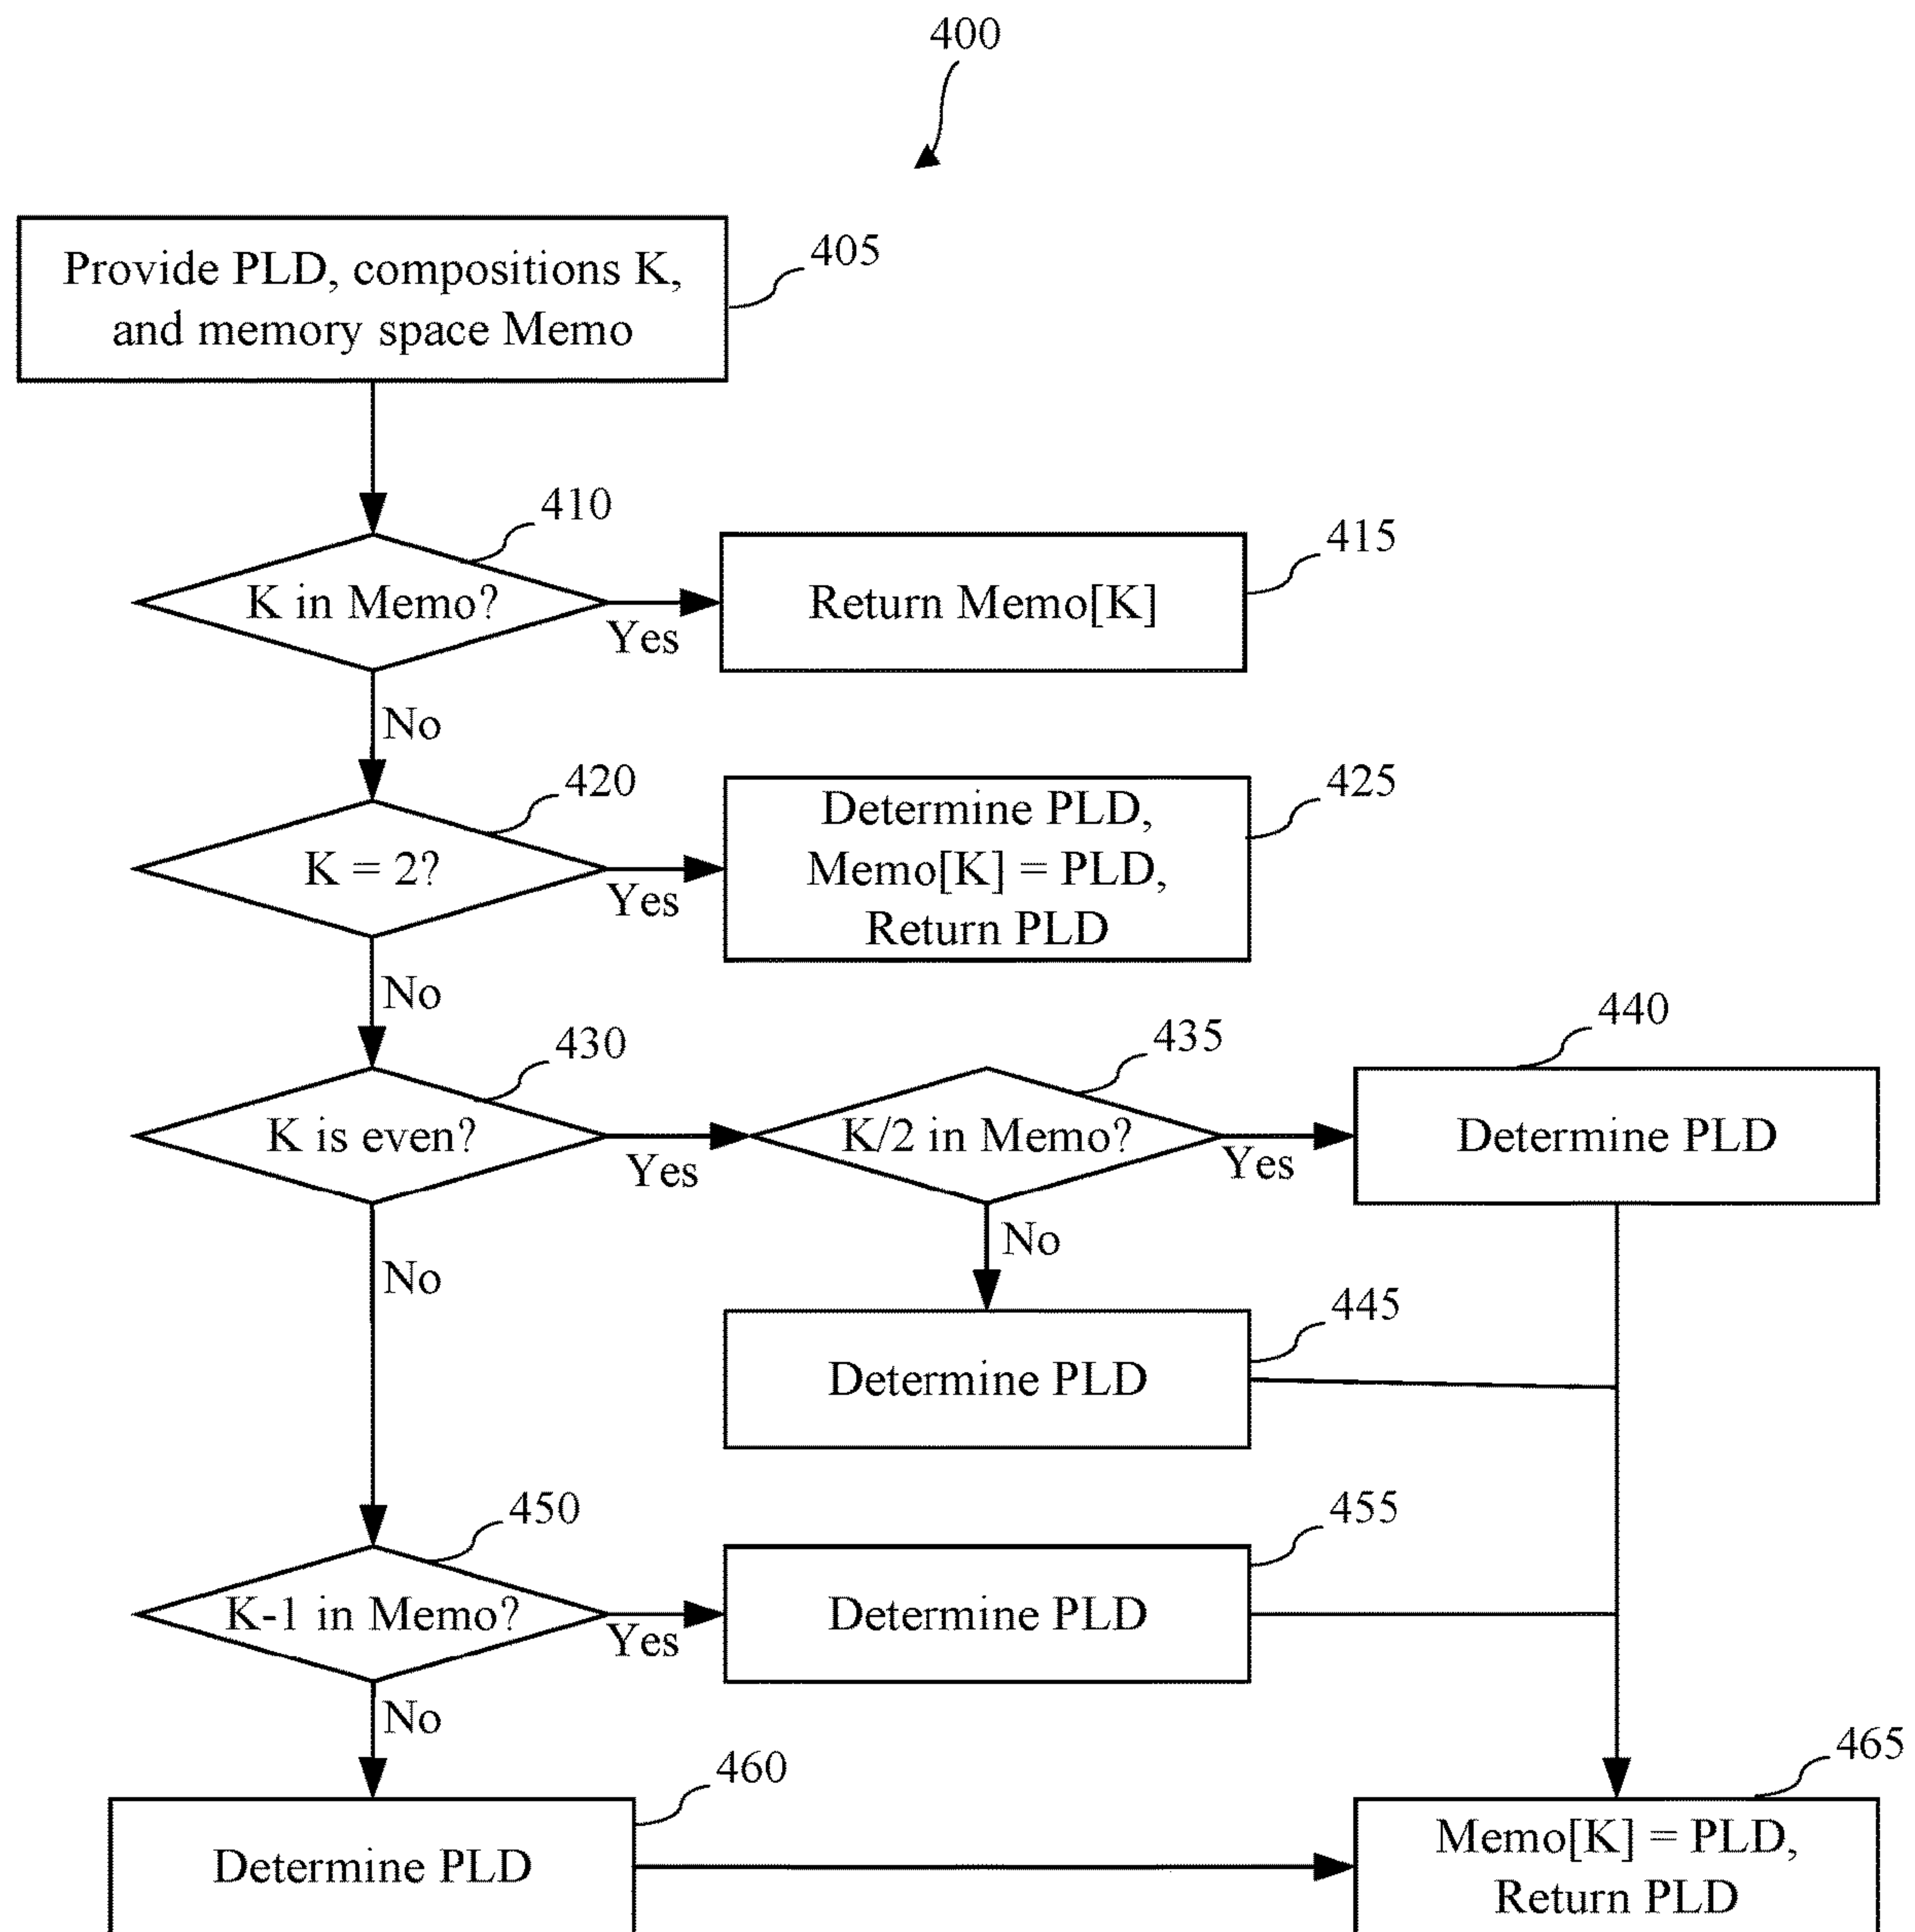 400
Provide PLD, compositions K,
and memory space Memo
405
K in Memo?
410
Yes
Return Memo[K]
415
No
K = 2?
420
Yes
Determine PLD,
Memo[K] = PLD,
Return PLD
425
No
K is even?
430
Yes
K/2 in Memo?
435
Yes
Determine PLD
440
No
Determine PLD
445
No
K-1 in Memo?
450
Yes
Determine PLD
455
No
Determine PLD
460
Memo[K] = PLD,
Return PLD
465